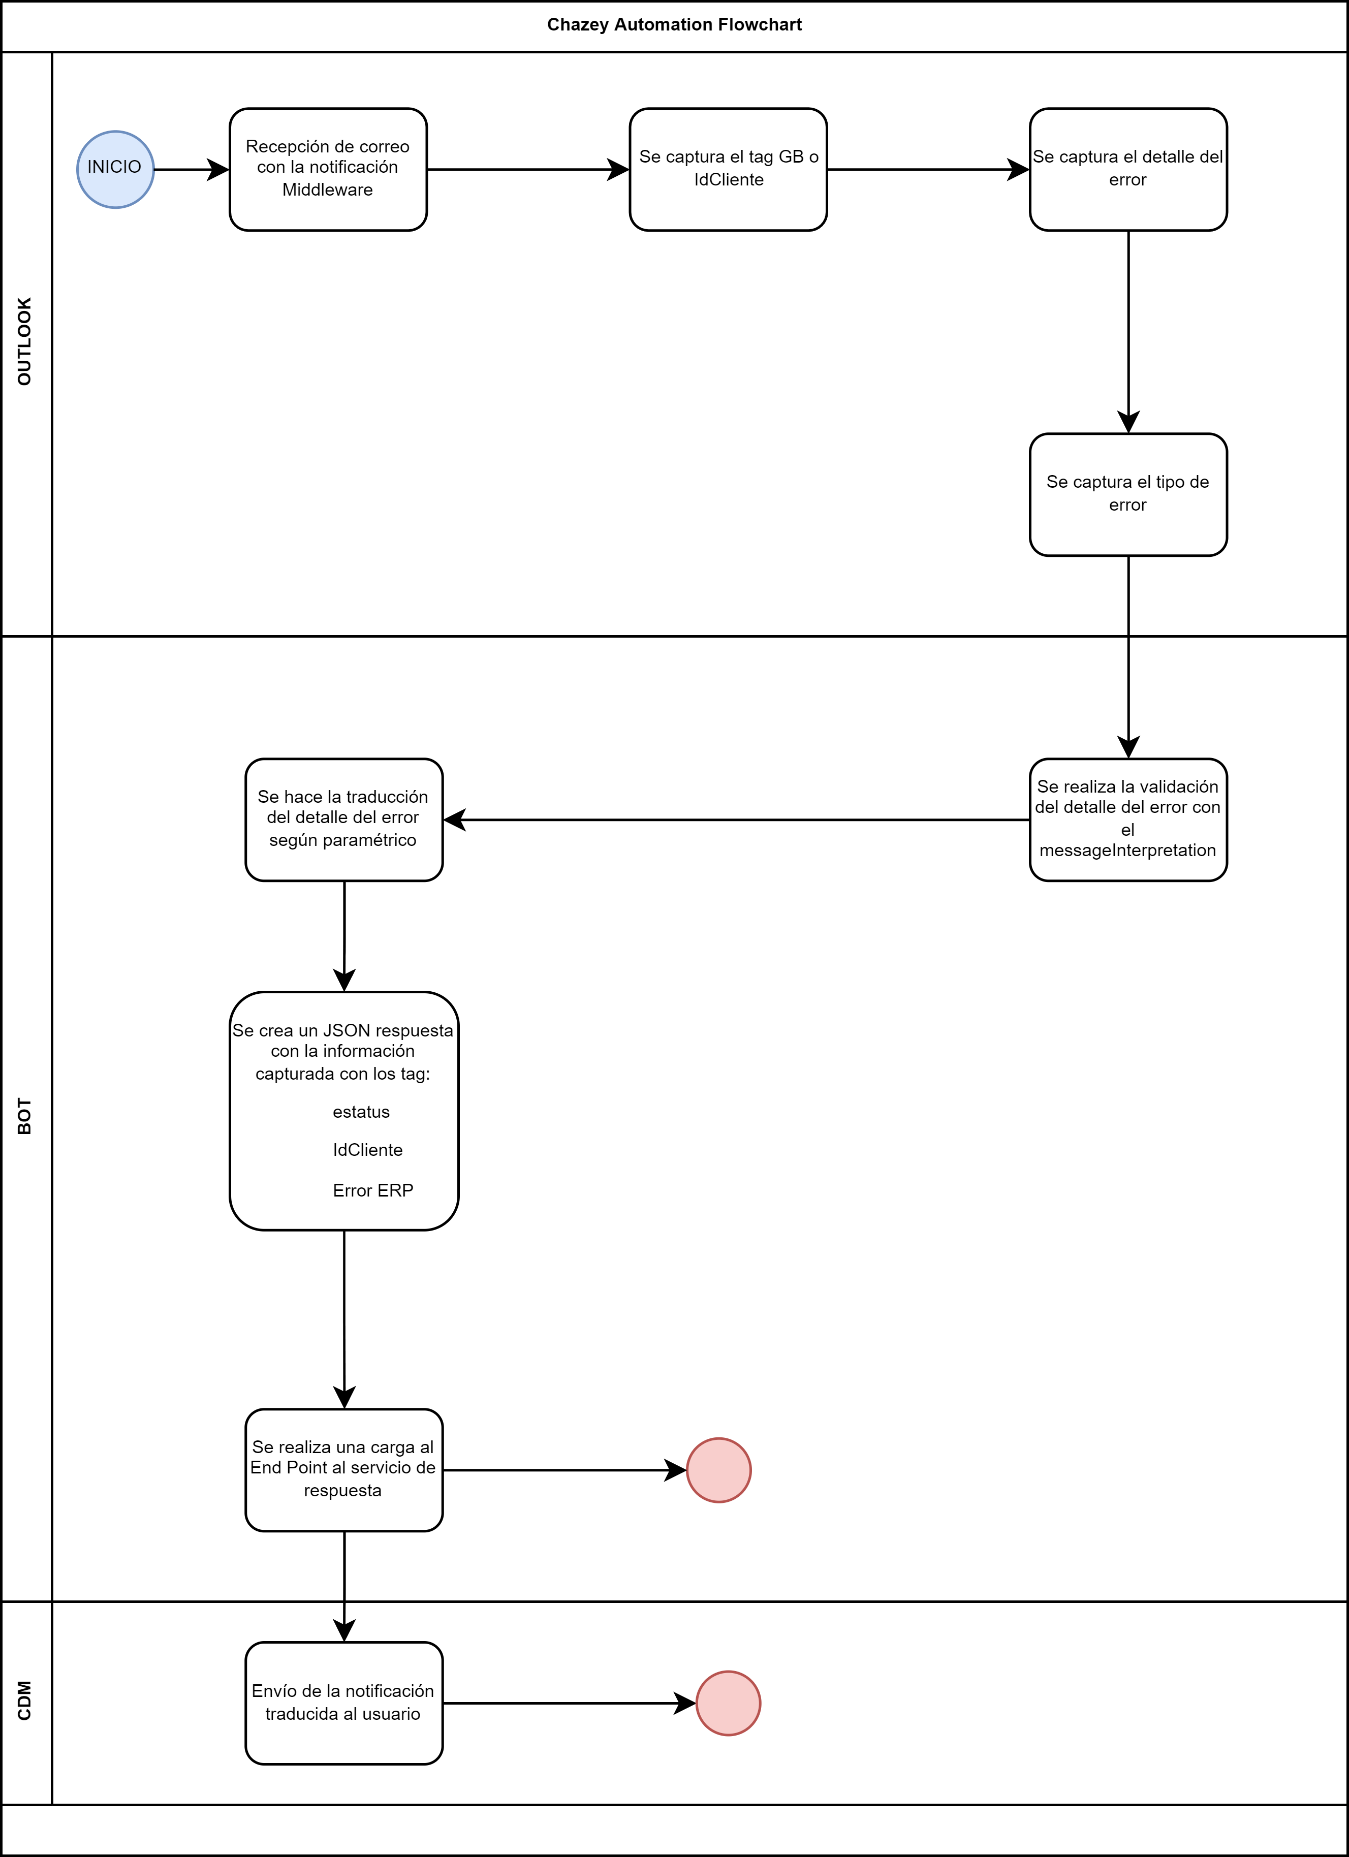 Chazey Automation Flowchart
OUTLOOK
INICIO
Recepción de correo
con la notificación
Middleware
Se captura el tag GB o
IdCliente
Se captura el detalle del
error
Se captura el tipo de
error
BOT
Se realiza la validación
del detalle del error con
el
messageInterpretation
Se hace la traducción
del detalle del error
según paramétrico
Se crea un JSON respuesta
con la información
capturada con los tag:
estatus
IdCliente
Error ERP
Se realiza una carga al
End Point al servicio de
respuesta
CDM
Envío de la notificación
traducida al usuario